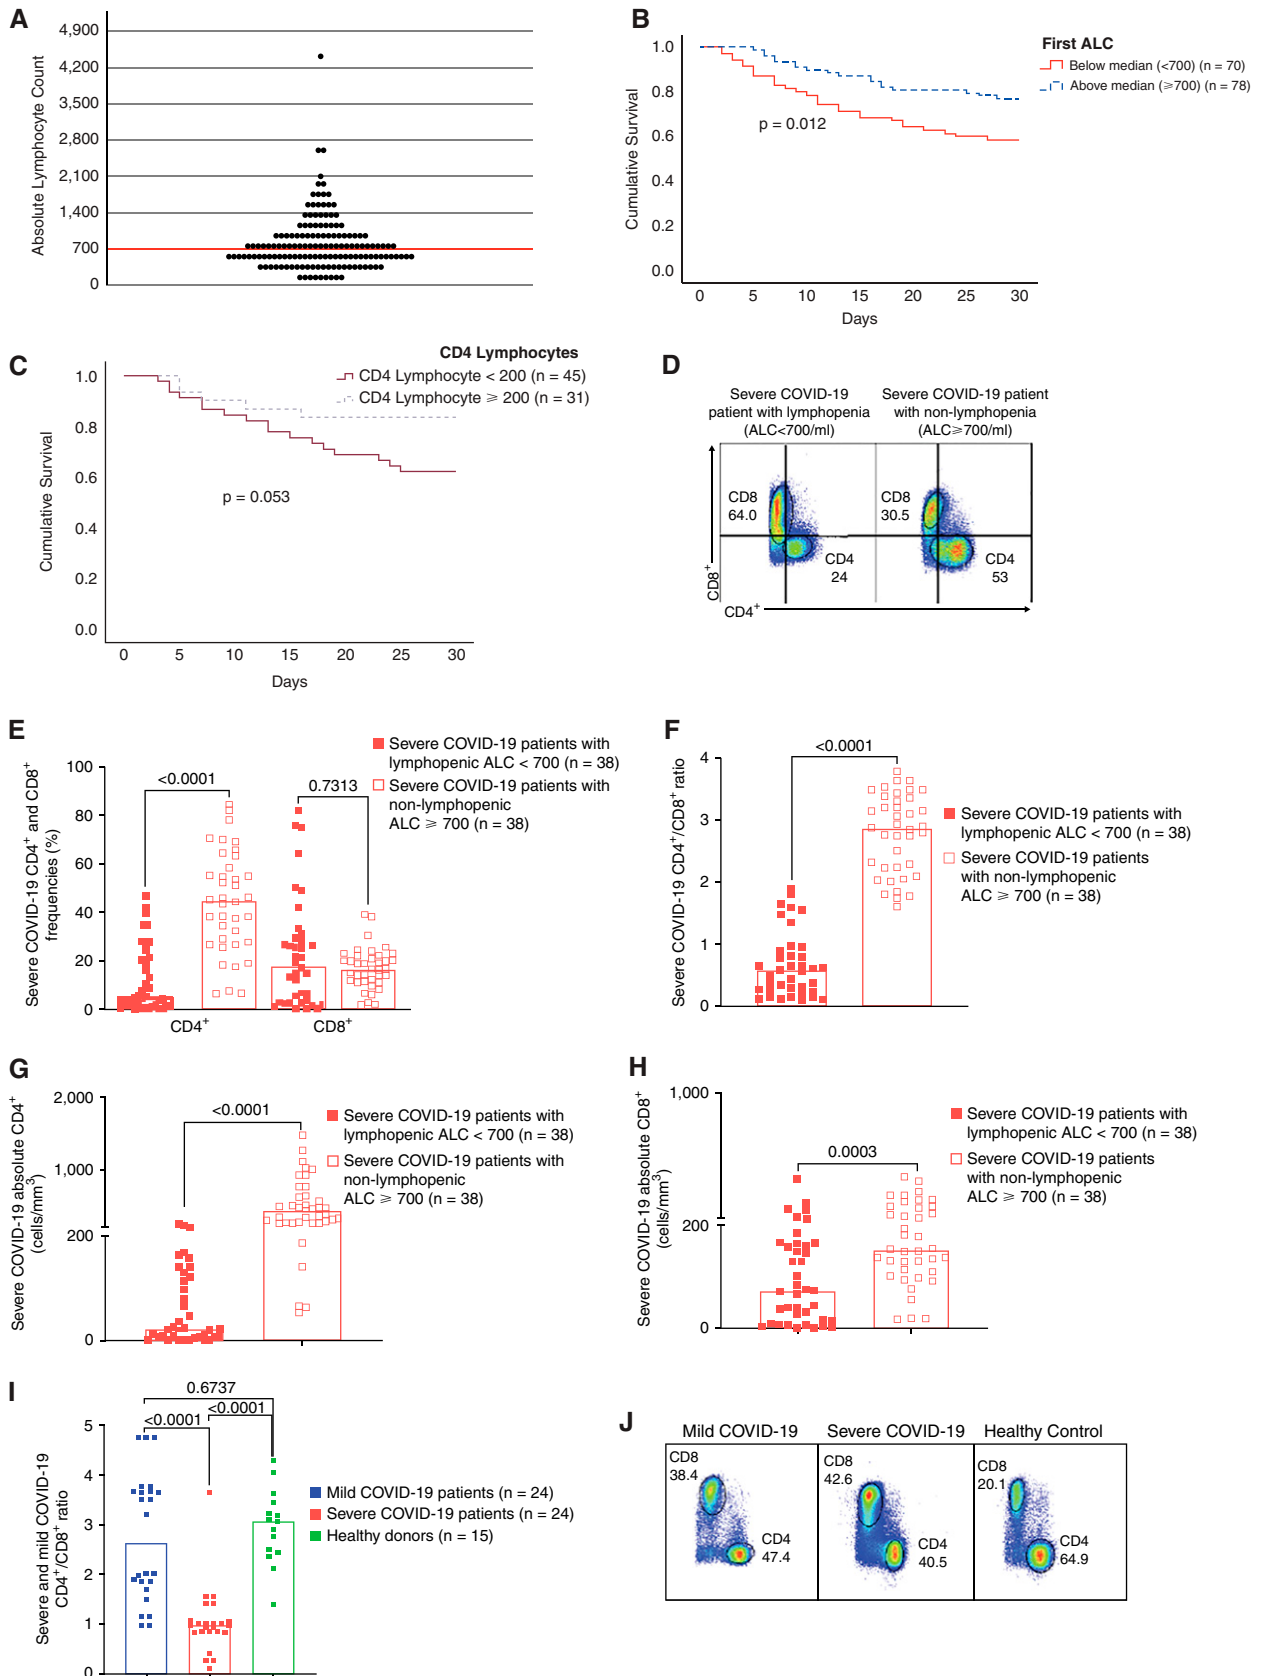 A
Absolute Lymphocyte Count
4,900
4,200
3,500
2,800
2,100
1,400
700
0
B
Cumulative Survival
1.0
0.8
0.6
0.4
0.2
0.0
p = 0.012
0 5 10 15 20 25 30
Days
First ALC
Below median (<700) (n = 70)
Above median (≥700) (n = 78)
C
Cumulative Survival
1.0
0.8
0.6
0.4
0.2
0.0
CD4 Lymphocytes
CD4 Lymphocyte < 200 (n = 45)
CD4 Lymphocyte ≥ 200 (n = 31)
p = 0.053
0 5 10 15 20 25 30
Days
D
Severe COVID-19
patient with lymphopenia
(ALC<700/ml)
Severe COVID-19 patient
with non-lymphopenia
(ALC≥700/ml)
CD8
64.0
CD4
24
CD8
30.5
CD4
53
CD8+
CD4+
E
Severe COVID-19 CD4+ and CD8+
frequencies (%)
100
80
60
40
20
0
<0.0001
0.7313
CD4+ CD8+
Severe COVID-19 patients with
lymphopenic ALC < 700 (n = 38)
Severe COVID-19 patients with
non-lymphopenic
ALC ≥ 700 (n = 38)
F
Severe COVID-19 CD4+/CD8+ ratio
4
3
2
1
0
<0.0001
Severe COVID-19 patients with
lymphopenic ALC < 700 (n = 38)
Severe COVID-19 patients
with non-lymphopenic
ALC ≥ 700 (n = 38)
G
Severe COVID-19 absolute CD4+
(cells/mm3)
2,000
1,000
200
0
<0.0001
Severe COVID-19 patients with
lymphopenic ALC < 700 (n = 38)
Severe COVID-19 patients with
non-lymphopenic
ALC ≥ 700 (n = 38)
H
Severe COVID-19 absolute CD8+
(cells/mm3)
1,000
200
0
0.0003
Severe COVID-19 patients with
lymphopenic ALC < 700 (n = 38)
Severe COVID-19 patients
with non-lymphopenic
ALC ≥ 700 (n = 38)
I
Severe and mild COVID-19
CD4+/CD8+ ratio
5
4
3
2
1
0
0.6737
<0.0001
<0.0001
Mild COVID-19 patients (n = 24)
Severe COVID-19 patients (n = 24)
Healthy donors (n = 15)
J
Mild COVID-19
Severe COVID-19
Healthy Control
CD8
38.4
CD4
47.4
CD8
42.6
CD4
40.5
CD8
20.1
CD4
64.9